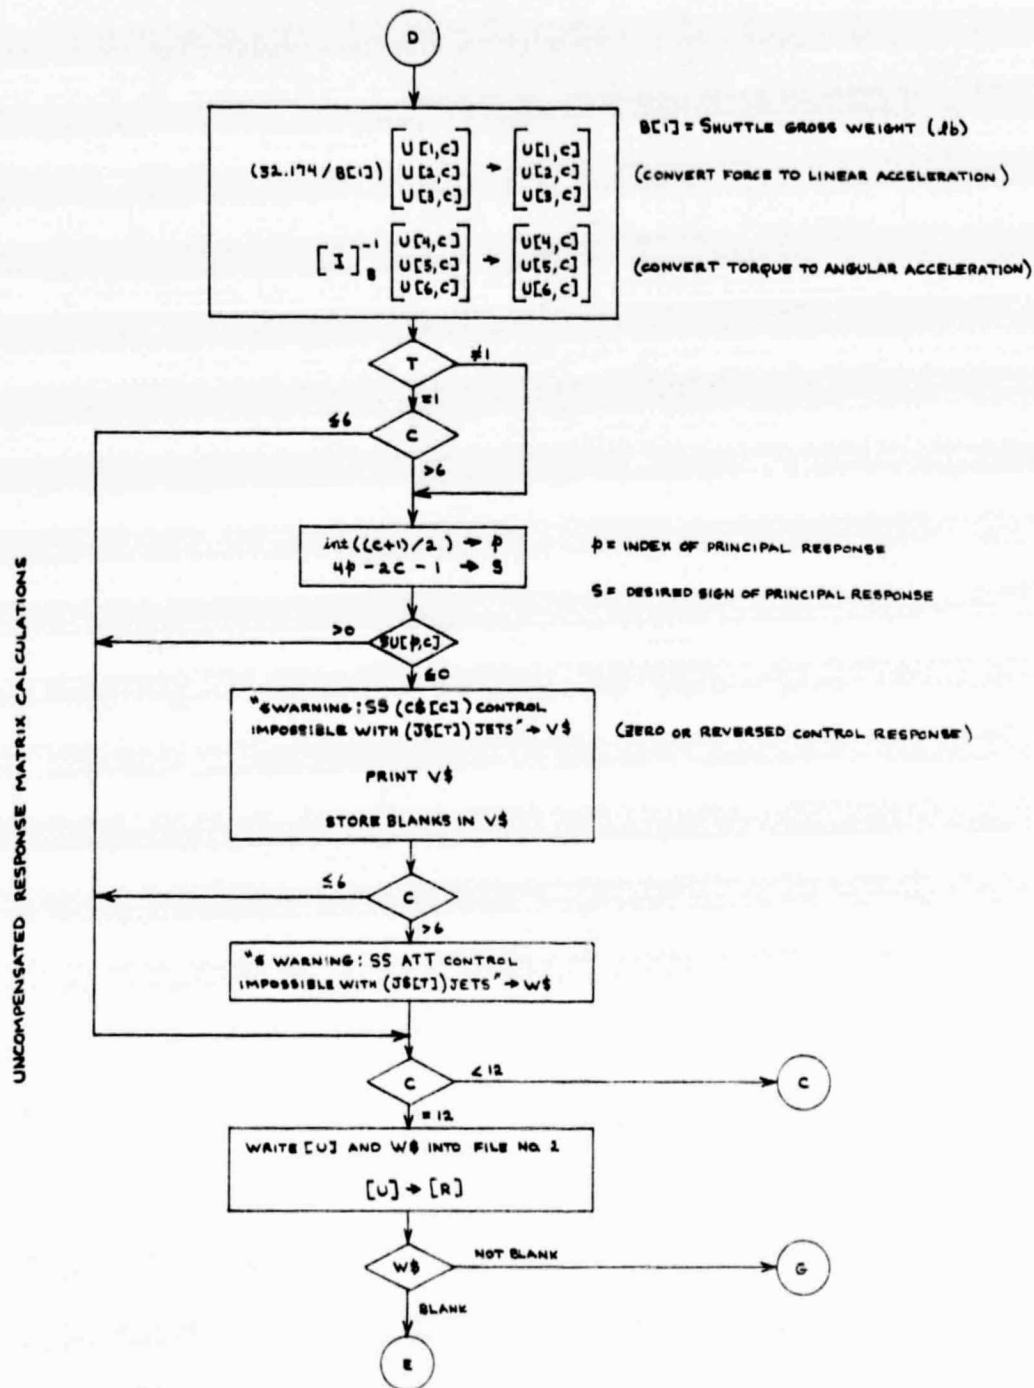 D
B[1] = SHUTTLE GROSS WEIGHT (lb)
(32.174/B[1]) [U[1,C] U[2,C] U[3,C]] → [U[1,C] U[2,C] U[3,C]]
(CONVERT FORCE TO LINEAR ACCELERATION)
[I]B^-1 [U[4,C] U[5,C] U[6,C]] → [U[4,C] U[5,C] U[6,C]]
(CONVERT TORQUE TO ANGULAR ACCELERATION)
T
≠1
=1
≤6
C
>6
int((C+1)/2) → p
4p-2C-1 → S
p = INDEX OF PRINCIPAL RESPONSE
S = DESIRED SIGN OF PRINCIPAL RESPONSE
>0
SU[p,C]
≤0
WARNING: SS (C$[C]) CONTROL
IMPOSSIBLE WITH (J$[T]) JETS" → V$
(ZERO OR REVERSED CONTROL RESPONSE)
PRINT V$
STORE BLANKS IN V$
≤6
C
>6
WARNING: SS ATT CONTROL
IMPOSSIBLE WITH (J$[T]) JETS" → W$
C
<12
C
=12
WRITE [U] AND W$ INTO FILE NO. 2
[U] → [R]
W$
NOT BLANK
G
BLANK
E
UNCOMPENSATED RESPONSE MATRIX CALCULATIONS